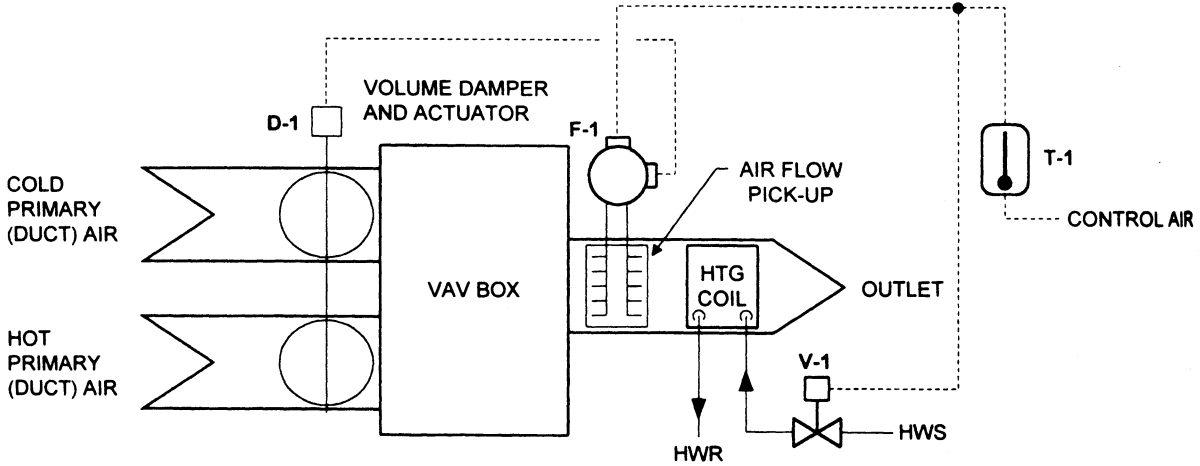 VOLUME DAMPER
AND ACTUATOR
D-1
F-1
AIR FLOW
PICK-UP
T-1
CONTROL AIR
COLD
PRIMARY
(DUCT) AIR
VAV BOX
HTG
COIL
OUTLET
HOT
PRIMARY
(DUCT) AIR
V-1
HWR
HWS